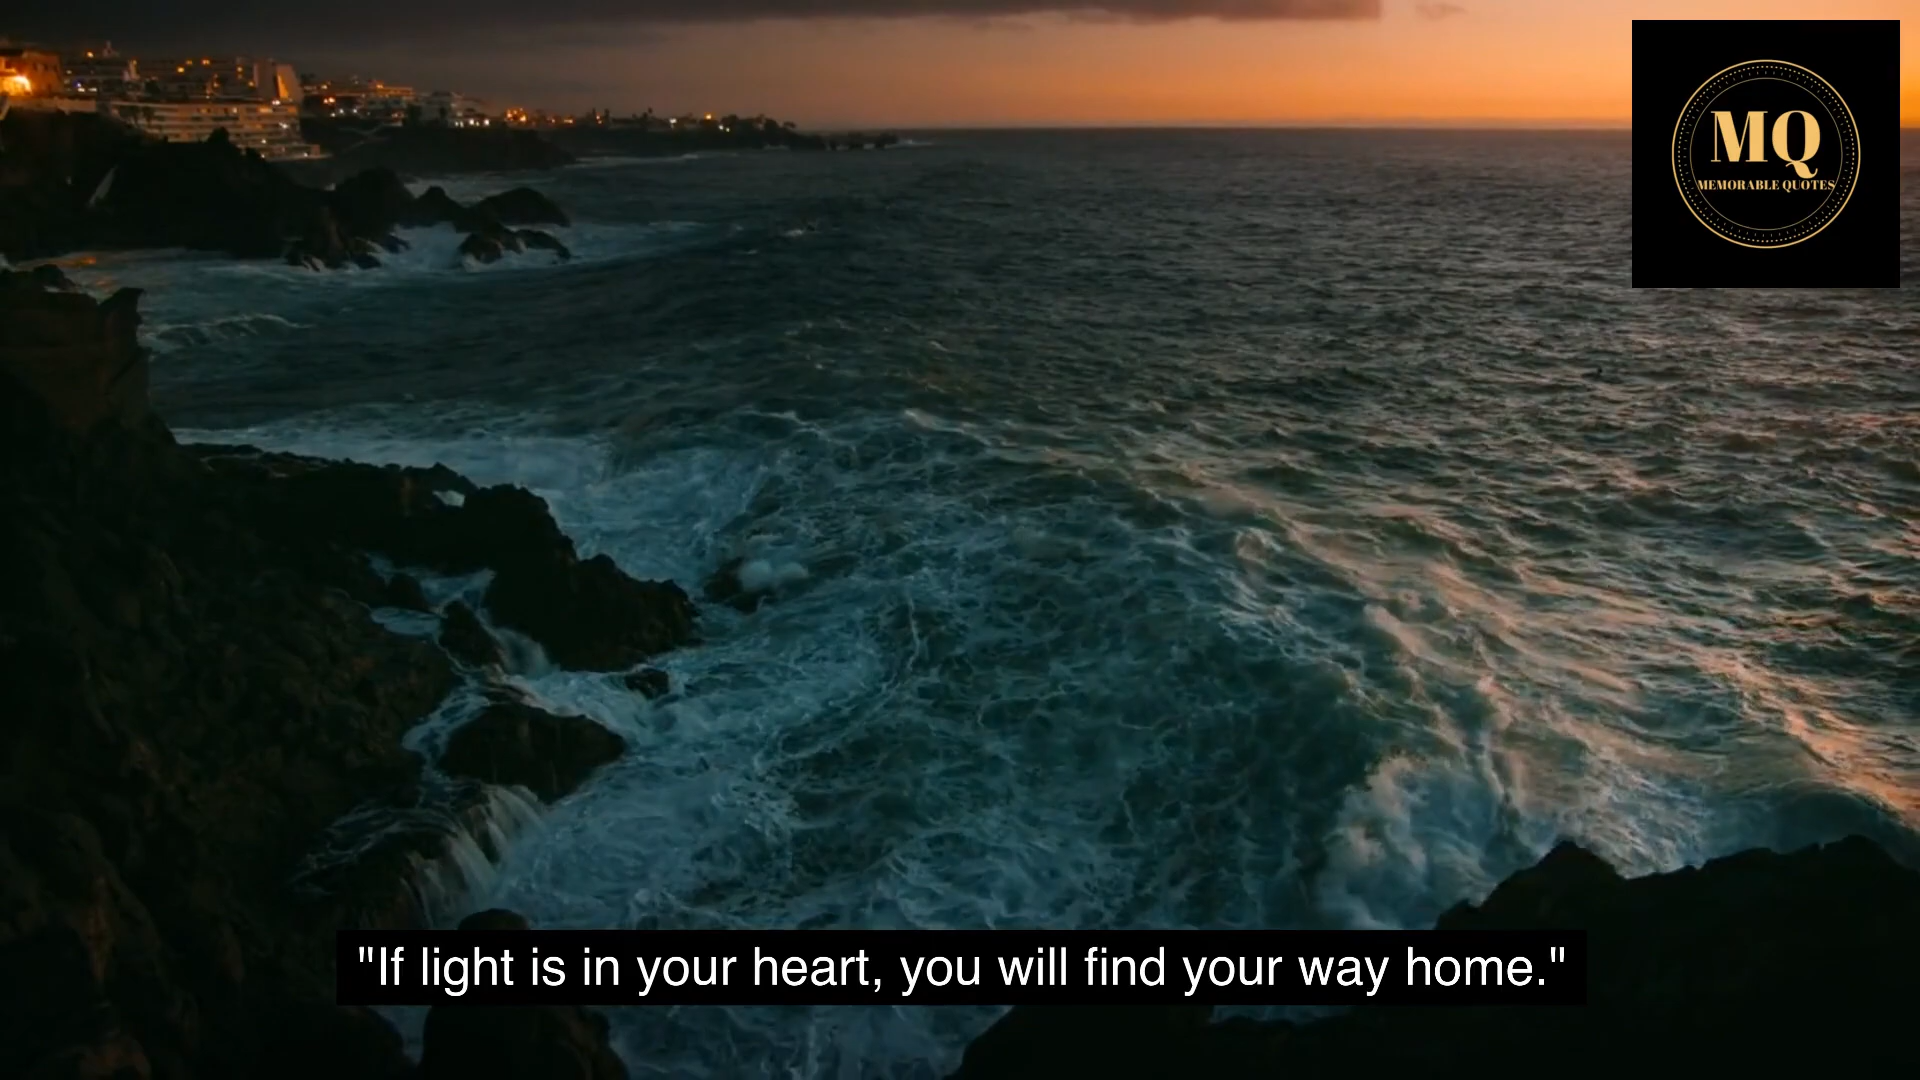 MQ
MEMORABLE QUOTES
"If light is in your heart, you will find your way home."